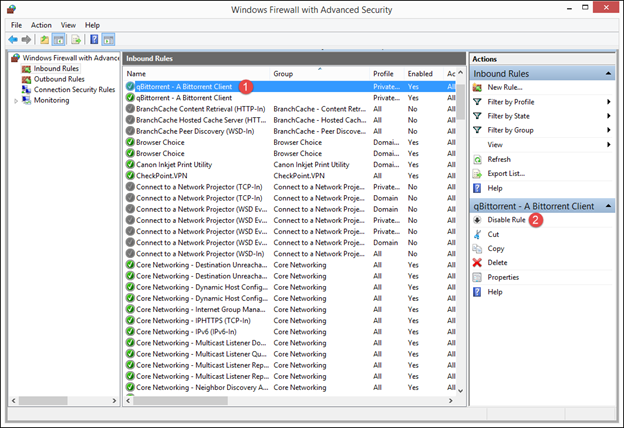 Windows Firewall with Advanced Security
File Action View Help
Windows Firewall with Advance
Inbound Rules
Outbound Rules
Connection Security Rules
Monitoring
Inbound Rules
Name Group Profile Enabled Ac
qBittorrent - A Bittorrent Client 1 Private... Yes All
qBittorrent - A Bittorrent Client Private... Yes All
BranchCache Content Retrieval (HTTP-In) BranchCache - Content Retr... All No All
BranchCache Hosted Cache Server (HTT... BranchCache - Hosted Cach... All No All
BranchCache Peer Discovery (WSD-In) BranchCache - Peer Discove... All No All
Browser Choice Browser Choice Domai... Yes All
Browser Choice Browser Choice All Yes All
Canon Inkjet Print Utility Canon Inkjet Print Utility Domai... Yes All
CheckPoint.VPN CheckPoint.VPN All Yes All
Connect to a Network Projector (TCP-In) Connect to a Network Proje... Private... No All
Connect to a Network Projector (TCP-In) Connect to a Network Proje... Domain No All
Connect to a Network Projector (WSD Ev... Connect to a Network Proje... Domain No All
Connect to a Network Projector (WSD Ev... Connect to a Network Proje... Private... No All
Connect to a Network Projector (WSD Ev... Connect to a Network Proje... Private... No All
Connect to a Network Projector (WSD Ev... Connect to a Network Proje... Domain No All
Connect to a Network Projector (WSD-In) Connect to a Network Proje... All No All
Core Networking - Destination Unreacha... Core Networking All Yes All
Core Networking - Destination Unreacha... Core Networking All Yes All
Core Networking - Dynamic Host Config... Core Networking All Yes All
Core Networking - Dynamic Host Config... Core Networking All Yes All
Core Networking - Internet Group Mana... Core Networking All Yes All
Core Networking - IPHTTPS (TCP-In) Core Networking All Yes All
Core Networking - IPv6 (IPv6-In) Core Networking All Yes All
Core Networking - Multicast Listener Do... Core Networking All Yes All
Core Networking - Multicast Listener Qu... Core Networking All Yes All
Core Networking - Multicast Listener Rep... Core Networking All Yes All
Core Networking - Multicast Listener Rep... Core Networking All Yes All
Core Networking - Neighbor Discovery A... Core Networking All Yes All
Actions
Inbound Rules
New Rule...
Filter by Profile
Filter by State
Filter by Group
View
Refresh
Export List...
Help
qBittorrent - A Bittorrent Client
Disable Rule 2
Cut
Copy
Delete
Properties
Help